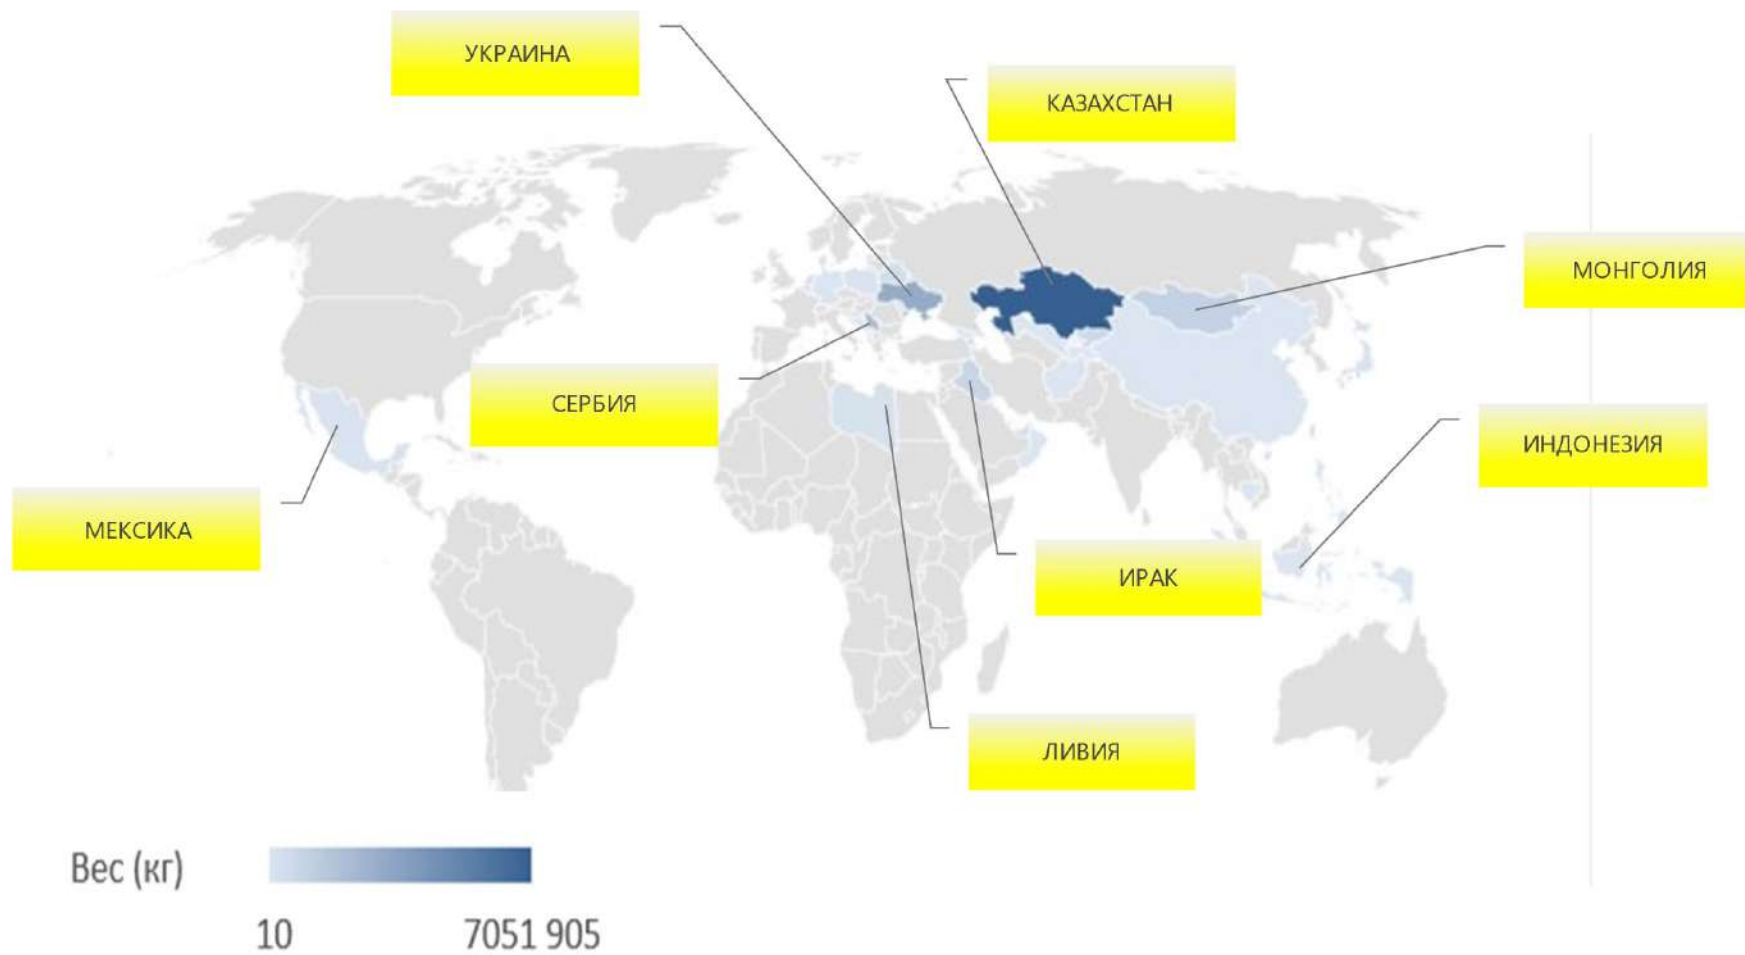 УКРАИНА
КАЗАХСТАН
МОНГОЛИЯ
СЕРБИЯ
ИНДОНЕЗИЯ
МЕКСИКА
ИРАК
ЛИВИЯ
Вес (кг)
10 7051 905